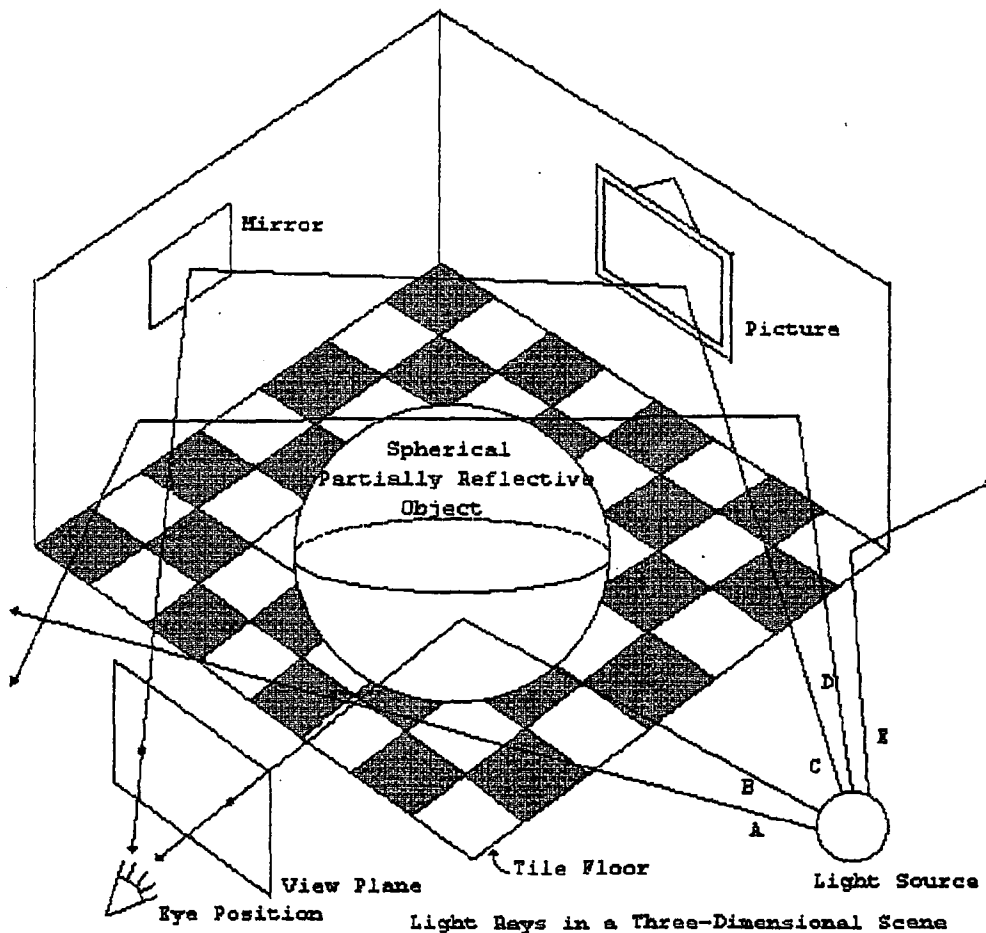 Mirror
Picture
Spherical
Partially Reflective
Object
D
E
C
B
A
Tile Floor
Light Source
View Plane
Eye Position
Light Rays in a Three-Dimensional Scene